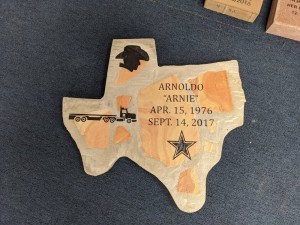 ARNOLDO
"ARNIE"
APR. 15, 1976
SEPT. 14, 2017